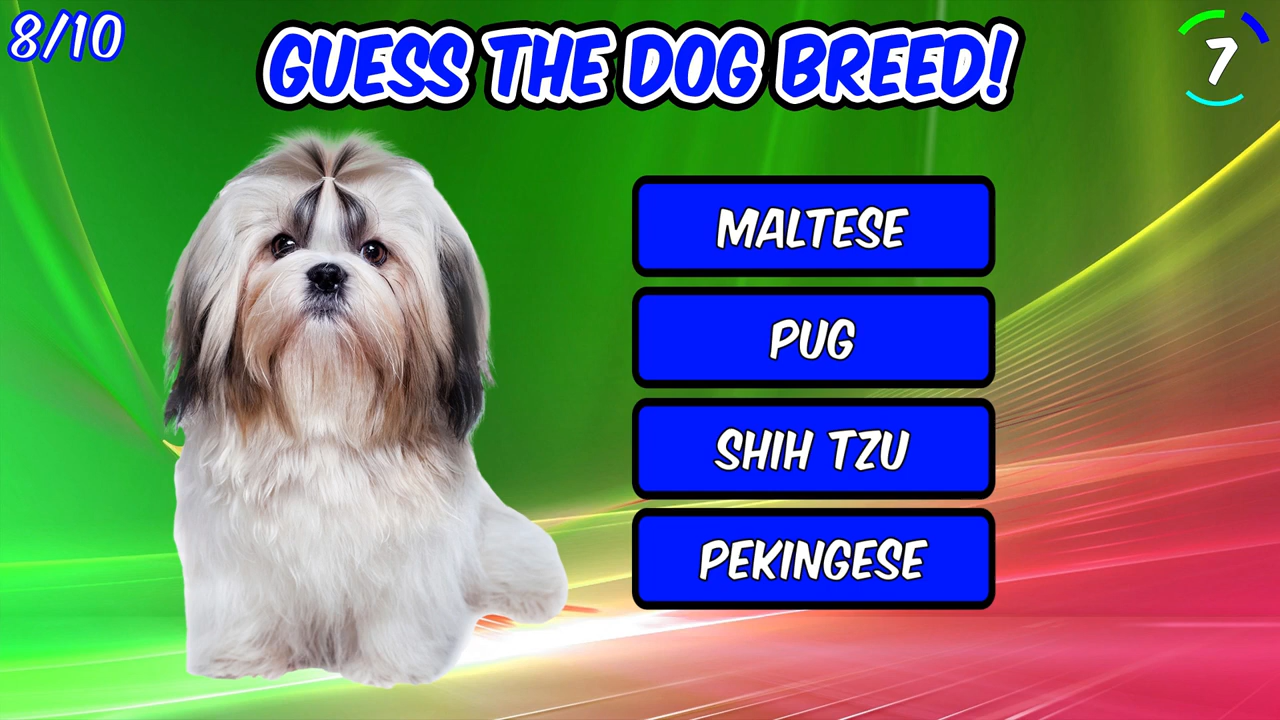 8/10
GUESS THE DOG BREED!
7
MALTESE
PUG
SHIH TZU
PEKINGESE